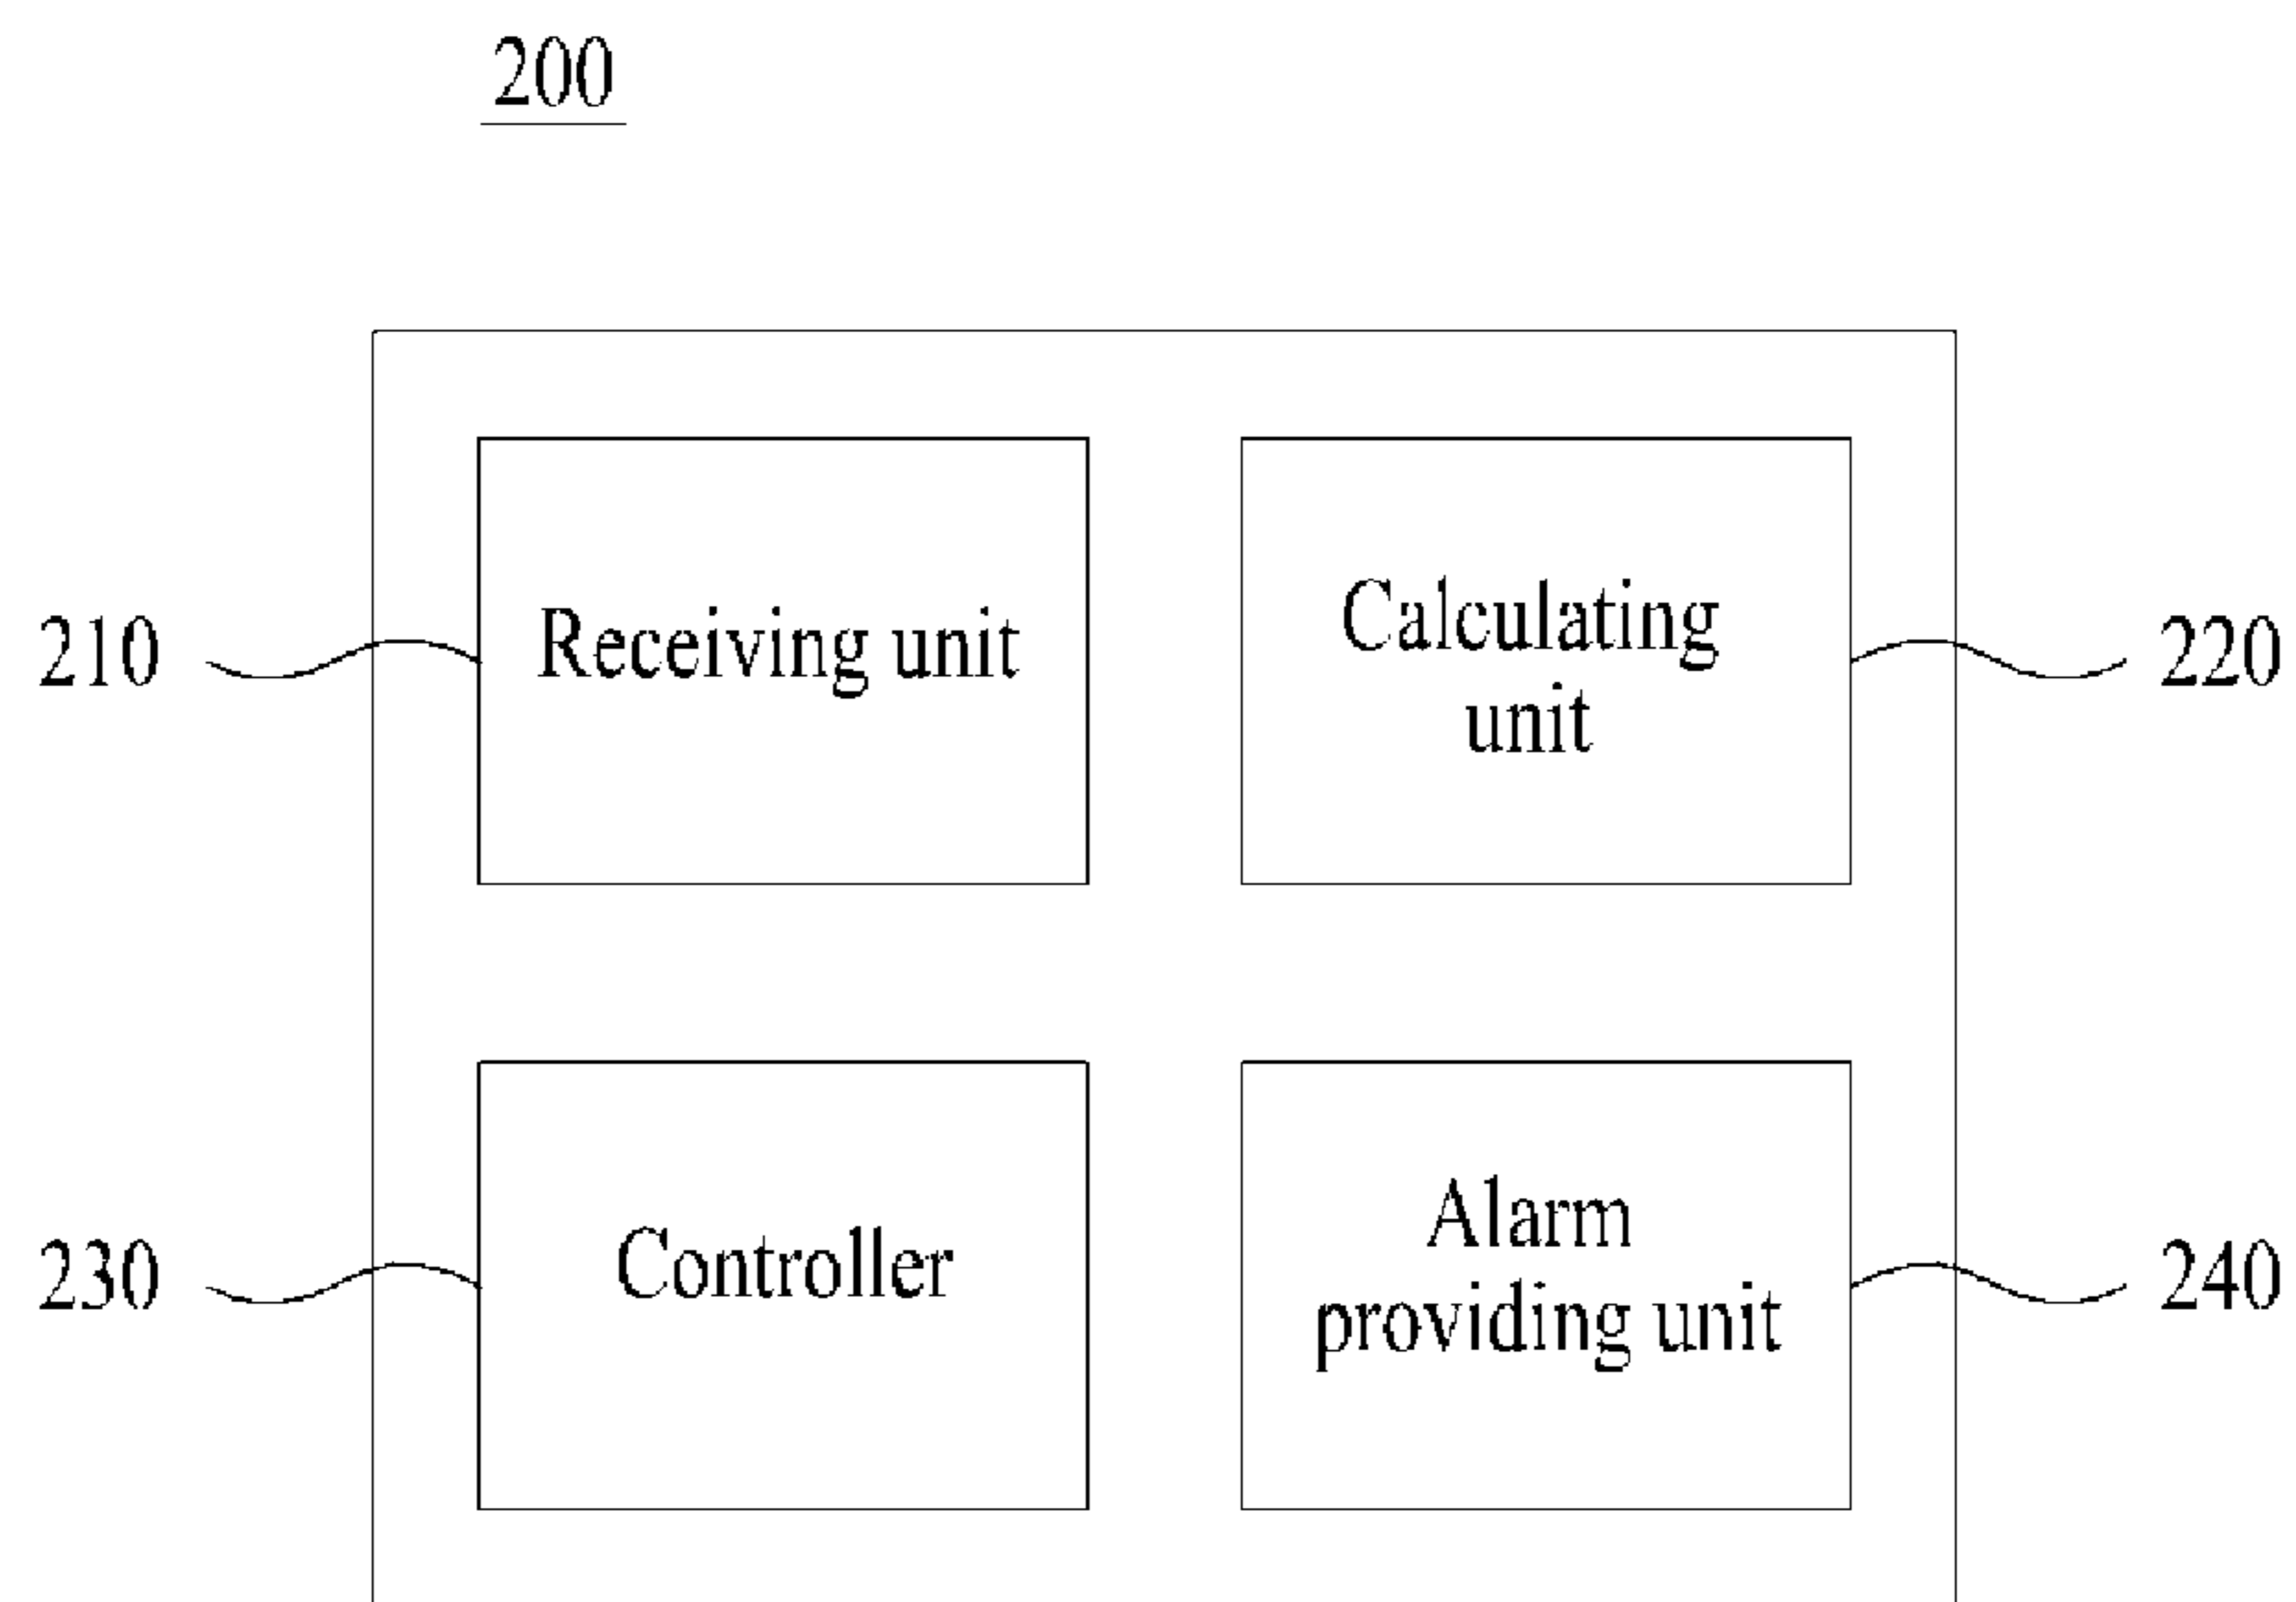 200
210
Receiving unit
Calculating
unit
220
230
Controller
Alarm
providing unit
240